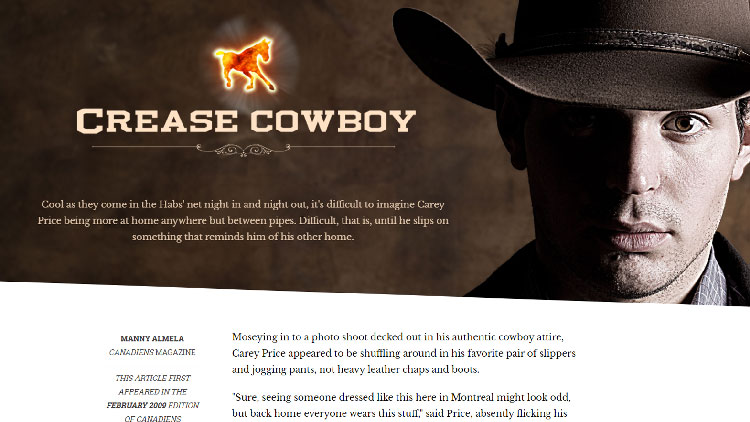 CREASE COWBOY
Cool as they come in the Habs' net night in and night out, it's difficult to imagine Carey
Price being more at home anywhere but between pipes. Difficult, that is, until he slips on
something that reminds him of his other home.
MANNY ALMELA
CANADIENS MAGAZINE
THIS ARTICLE FIRST
APPEARED IN THE
FEBRUARY 2009 EDITION
OF CANADIENS
Moseying in to a photo shoot decked out in his authentic cowboy attire,
Carey Price appeared to be shuffling around in his favorite pair of slippers
and jogging pants, not heavy leather chaps and boots.
"Sure, seeing someone dressed like this here in Montreal might look odd,
but back home everyone wears this stuff," said Price, absently flicking his